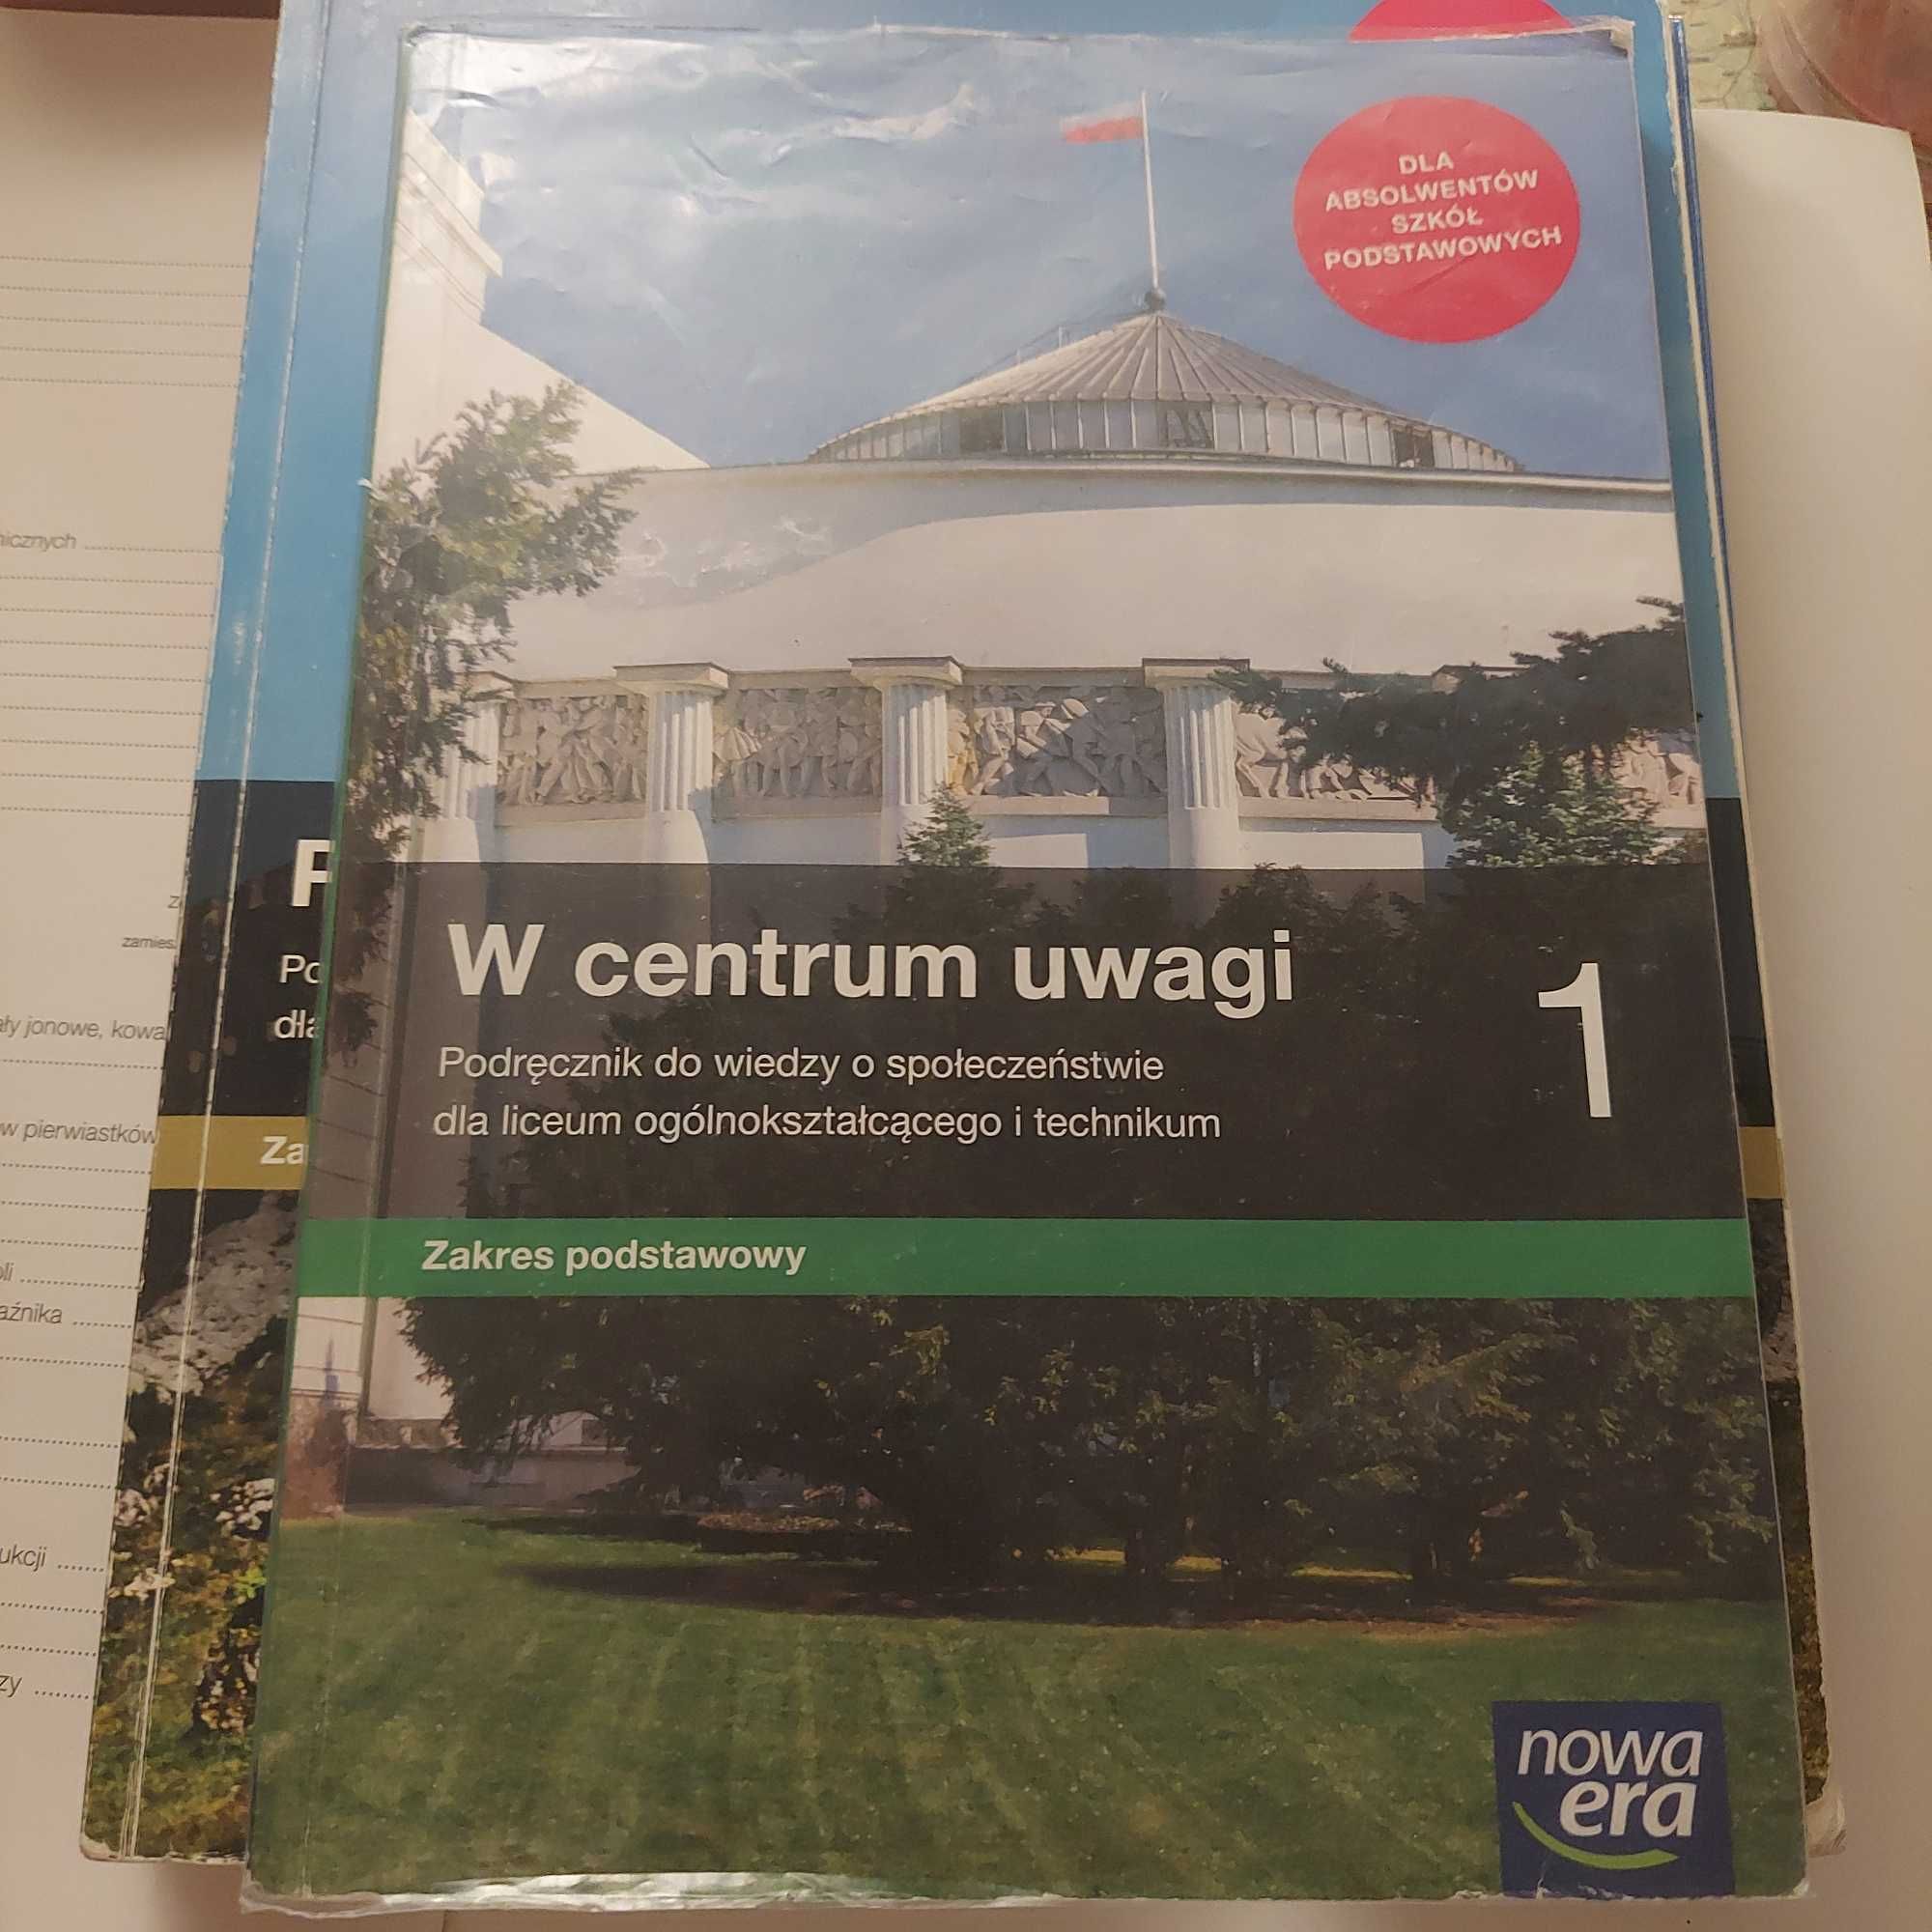 DLA
ABSOLWENTÓW
SZKÓŁ
PODSTAWOWYCH
W centrum uwagi
1
Podręcznik do wiedzy o społeczeństwie
dla liceum ogólnokształcącego i technikum
Zakres podstawowy
nowa
era